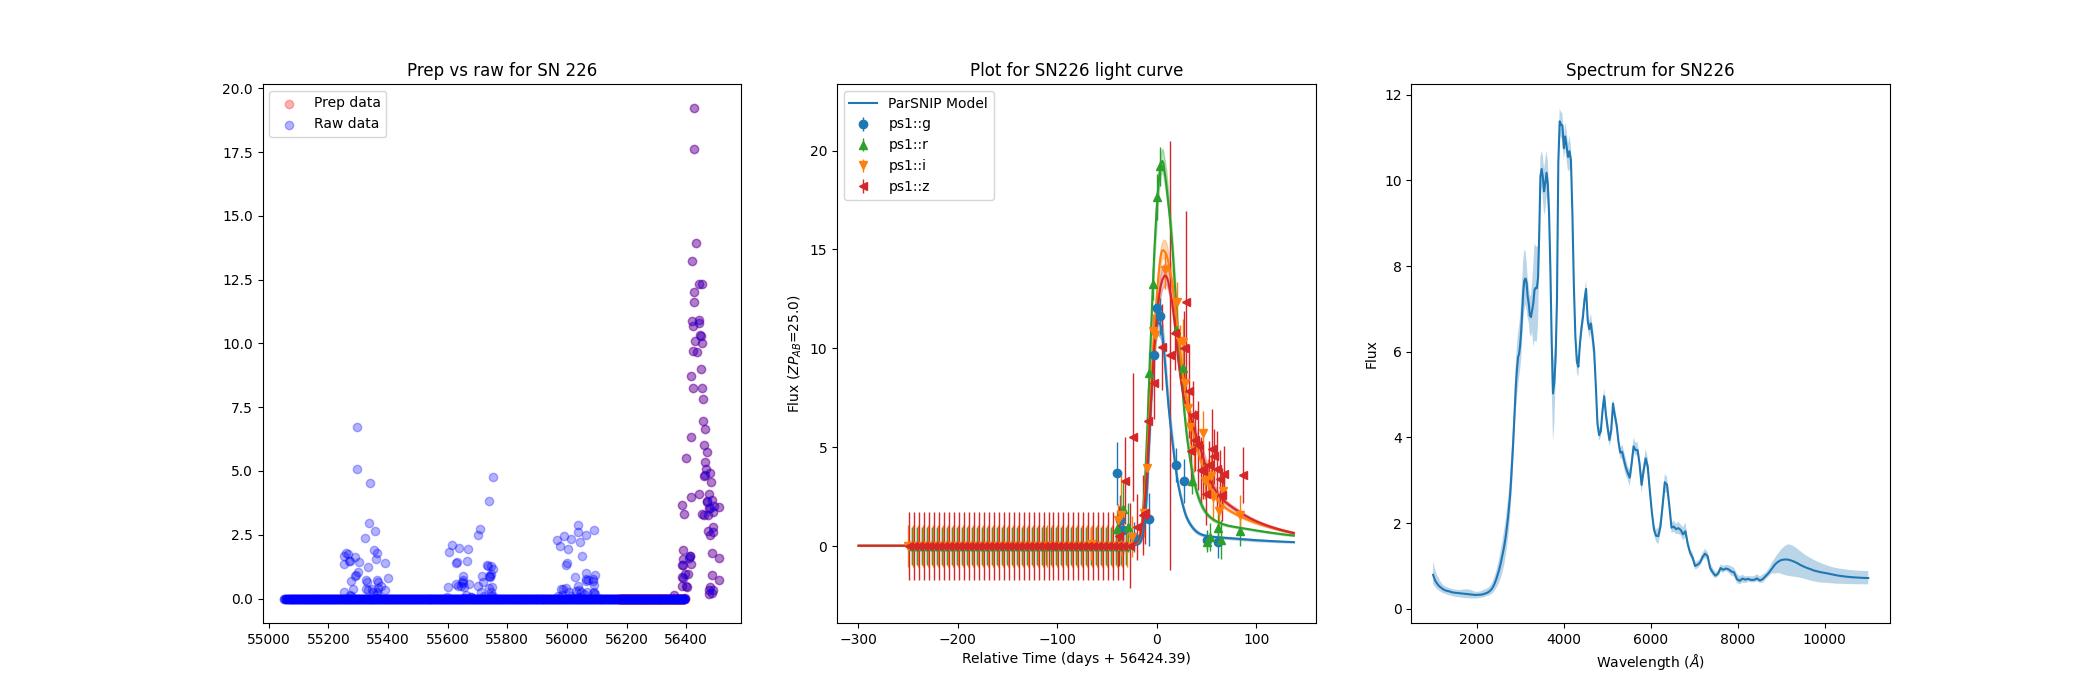 Prep vs raw for SN 226
Prep data
Raw data
20.0
17.5
15.0
12.5
10.0
7.5
5.0
2.5
0.0
55000 55200 55400 55600 55800 56000 56200 56400
Plot for SN226 light curve
ParSNIP Model
ps1::g
ps1::r
ps1::i
ps1::z
Flux (ZP_AB=25.0)
20
15
10
5
0
−300 −200 −100 0 100
Relative Time (days + 56424.39)
Spectrum for SN226
Flux
12
10
8
6
4
2
0
2000 4000 6000 8000 10000
Wavelength (Å)